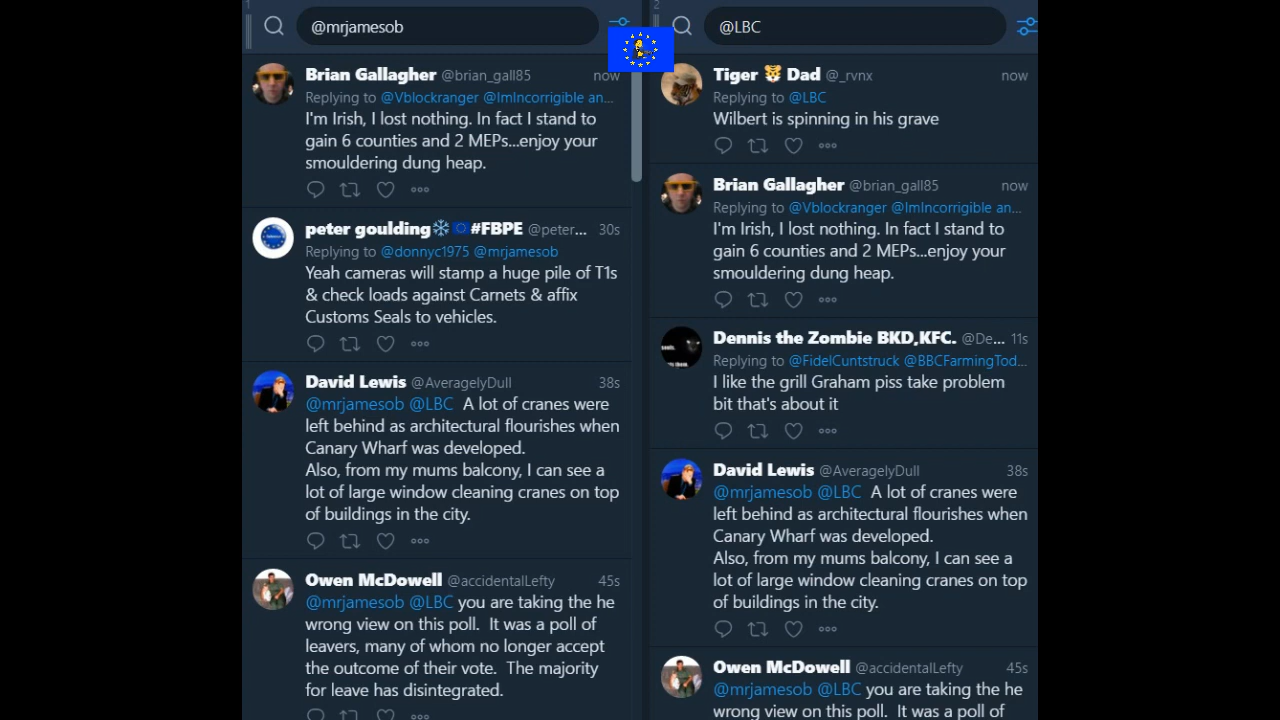 1
@mrjamesob
Brian Gallagher @brian_gall85 now
Replying to @Vblockranger @ImIncorrigible an...
I'm Irish, I lost nothing. In fact I stand to
gain 6 counties and 2 MEPs...enjoy your
smouldering dung heap.
peter goulding❄️🇪🇺#FBPE @peter... 30s
Replying to @donnyc1975 @mrjamesob
Yeah cameras will stamp a huge pile of T1s
& check loads against Carnets & affix
Customs Seals to vehicles.
David Lewis @AveragelyDull 38s
@mrjamesob @LBC A lot of cranes were
left behind as architectural flourishes when
Canary Wharf was developed.
Also, from my mums balcony, I can see a
lot of large window cleaning cranes on top
of buildings in the city.
Owen McDowell @accidentalLefty 45s
@mrjamesob @LBC you are taking the he
wrong view on this poll. It was a poll of
leavers, many of whom no longer accept
the outcome of their vote. The majority
for leave has disintegrated.
2
@LBC
Tiger 🐯 Dad @_rvnx now
Replying to @LBC
Wilbert is spinning in his grave
Brian Gallagher @brian_gall85 now
Replying to @Vblockranger @ImIncorrigible an...
I'm Irish, I lost nothing. In fact I stand to
gain 6 counties and 2 MEPs...enjoy your
smouldering dung heap.
Dennis the Zombie BKD,KFC. @De... 11s
Replying to @FidelCuntstruck @BBCFarmingTod...
I like the grill Graham piss take problem
bit that's about it
David Lewis @AveragelyDull 38s
@mrjamesob @LBC A lot of cranes were
left behind as architectural flourishes when
Canary Wharf was developed.
Also, from my mums balcony, I can see a
lot of large window cleaning cranes on top
of buildings in the city.
Owen McDowell @accidentalLefty 45s
@mrjamesob @LBC you are taking the he
wrong view on this poll. It was a poll of